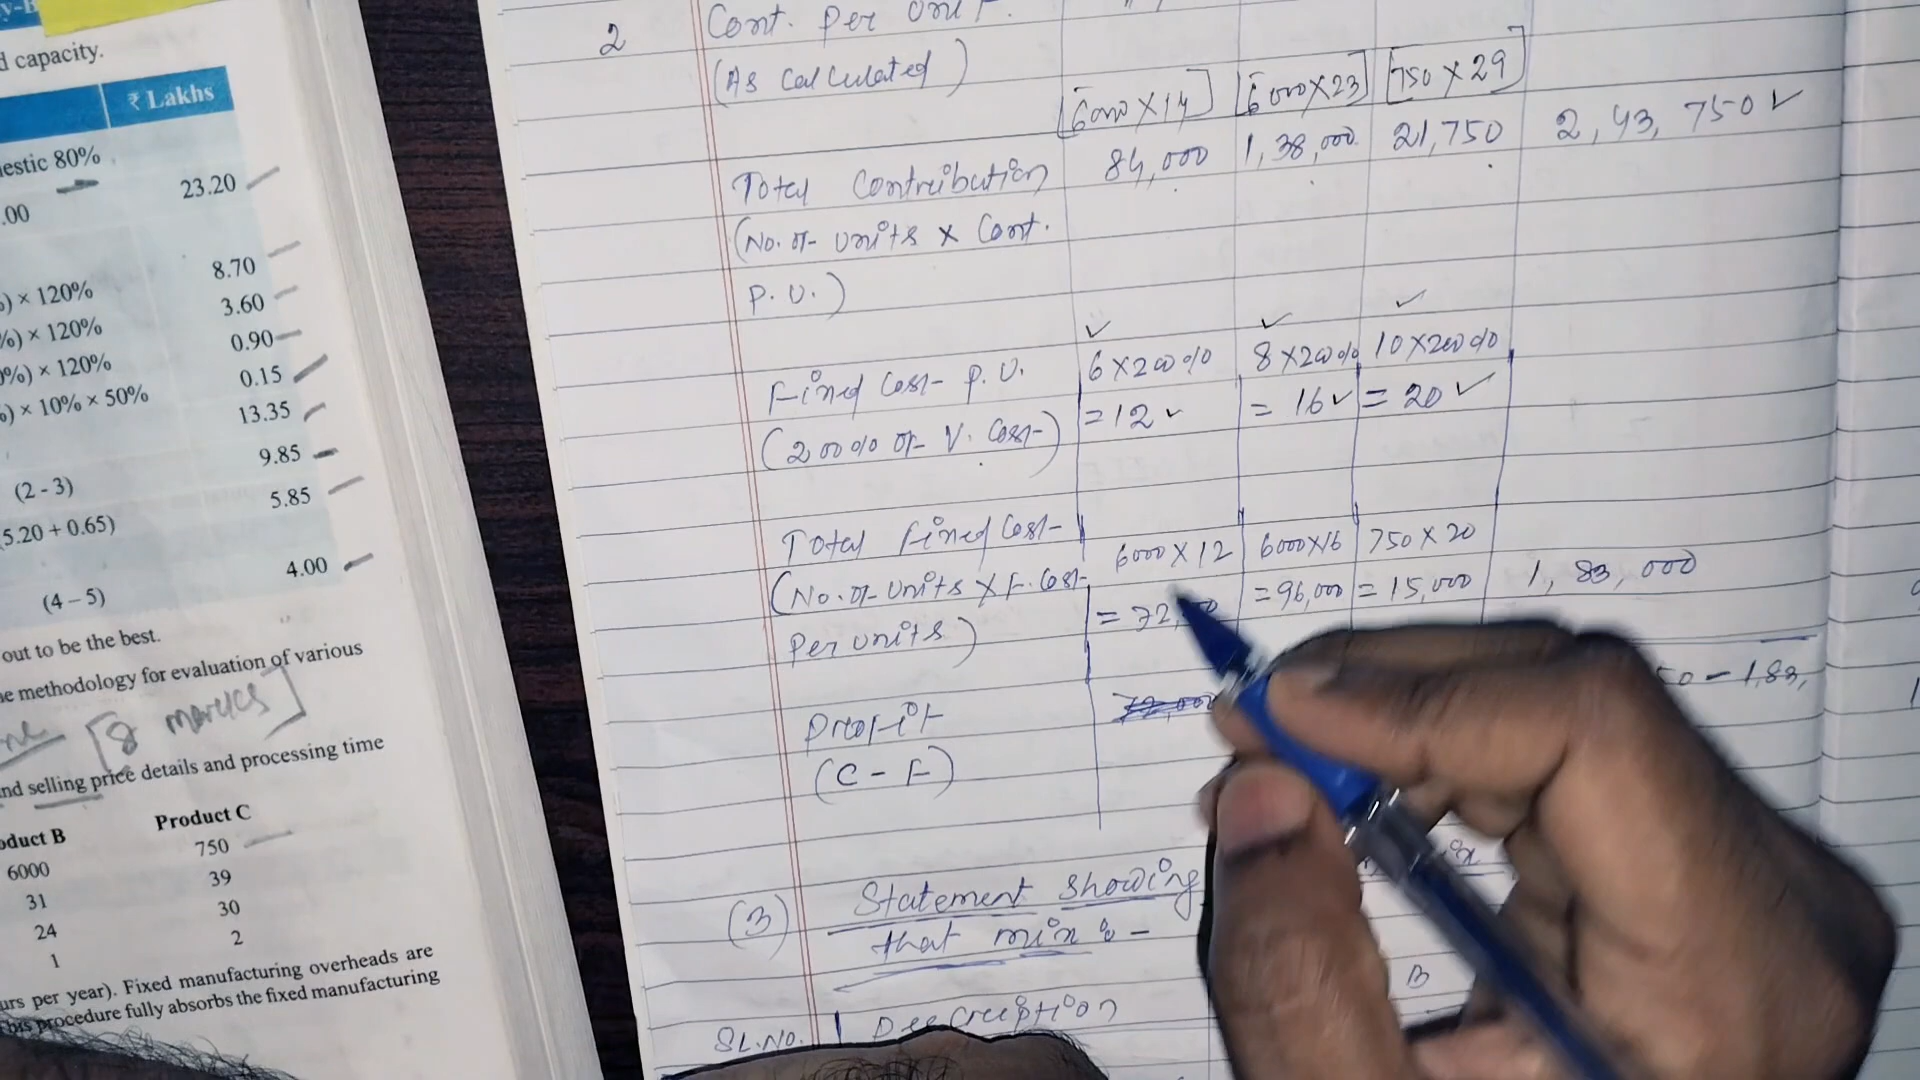 d capacity.
₹ Lakhs
estic 80%
23.20
.00
8.70
) × 120%
3.60
%) × 120%
0.90
0%) × 120%
0.15
%) × 10% × 50%
13.35
9.85
(2 - 3)
5.85
5.20 + 0.65)
4.00
(4 – 5)
out to be the best.
e methodology for evaluation of various
[8 marks]
nd selling price details and processing time
oduct B Product C
6000 750
31 39
24 30
1 2
urs per year). Fixed manufacturing overheads are
his procedure fully absorbs the fixed manufacturing
2 Cont. Per Unit.
(As Calculated)
[6000 X 14] [6000 X 23] [750 X 29]
Total Contribution 84,000 1,38,000 21,750 2,43,750 ✓
(No. of units x Cont.
P.U.)
✓ ✓ ✓
Fixed Cost P.U. 6 X 200% 8 X 200% 10 X 200%
(200% of V. Cost) = 12 ✓ = 16 ✓ = 20 ✓
Total Fixed Cost 6000 X 12 6000 X 16 750 X 20
(No. of units X F. Cost = 72, = 96,000 = 15,000 1,83,000
Per units)
50 - 1,83,
Profit
(C - F)
(3) Statement Showing
that mix :-
B
SL.NO. Description